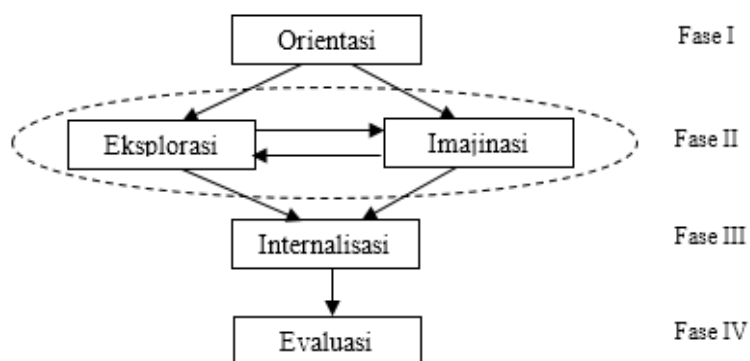 Orientasi
Fase I
Eksplorasi
Imajinasi
Fase II
Internalisasi
Fase III
Evaluasi
Fase IV